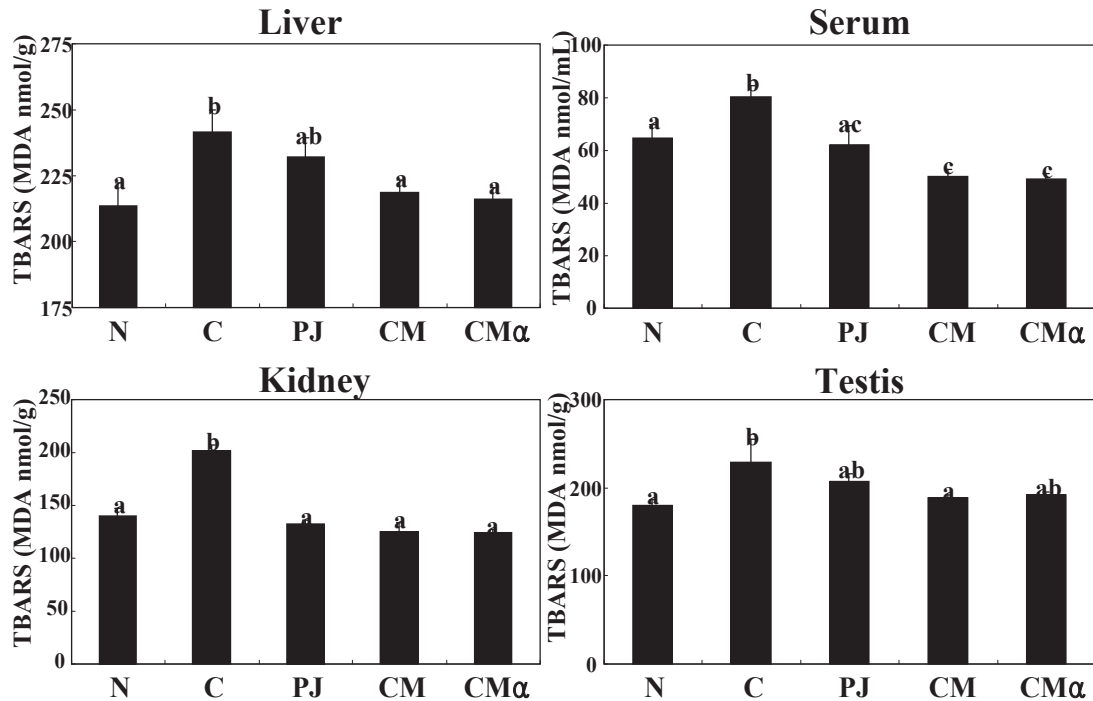 Liver
TBARS (MDA nmol/g)
275
250
225
200
175
a
b
ab
a
a
N C PJ CM CMα
Serum
TBARS (MDA nmol/mL)
100
80
60
40
20
0
a
b
ac
c
c
N C PJ CM CMα
Kidney
TBARS (MDA nmol/g)
250
200
150
100
50
0
a
b
a
a
a
N C PJ CM CMα
Testis
TBARS (MDA nmol/g)
300
200
100
0
a
b
ab
a
ab
N C PJ CM CMα